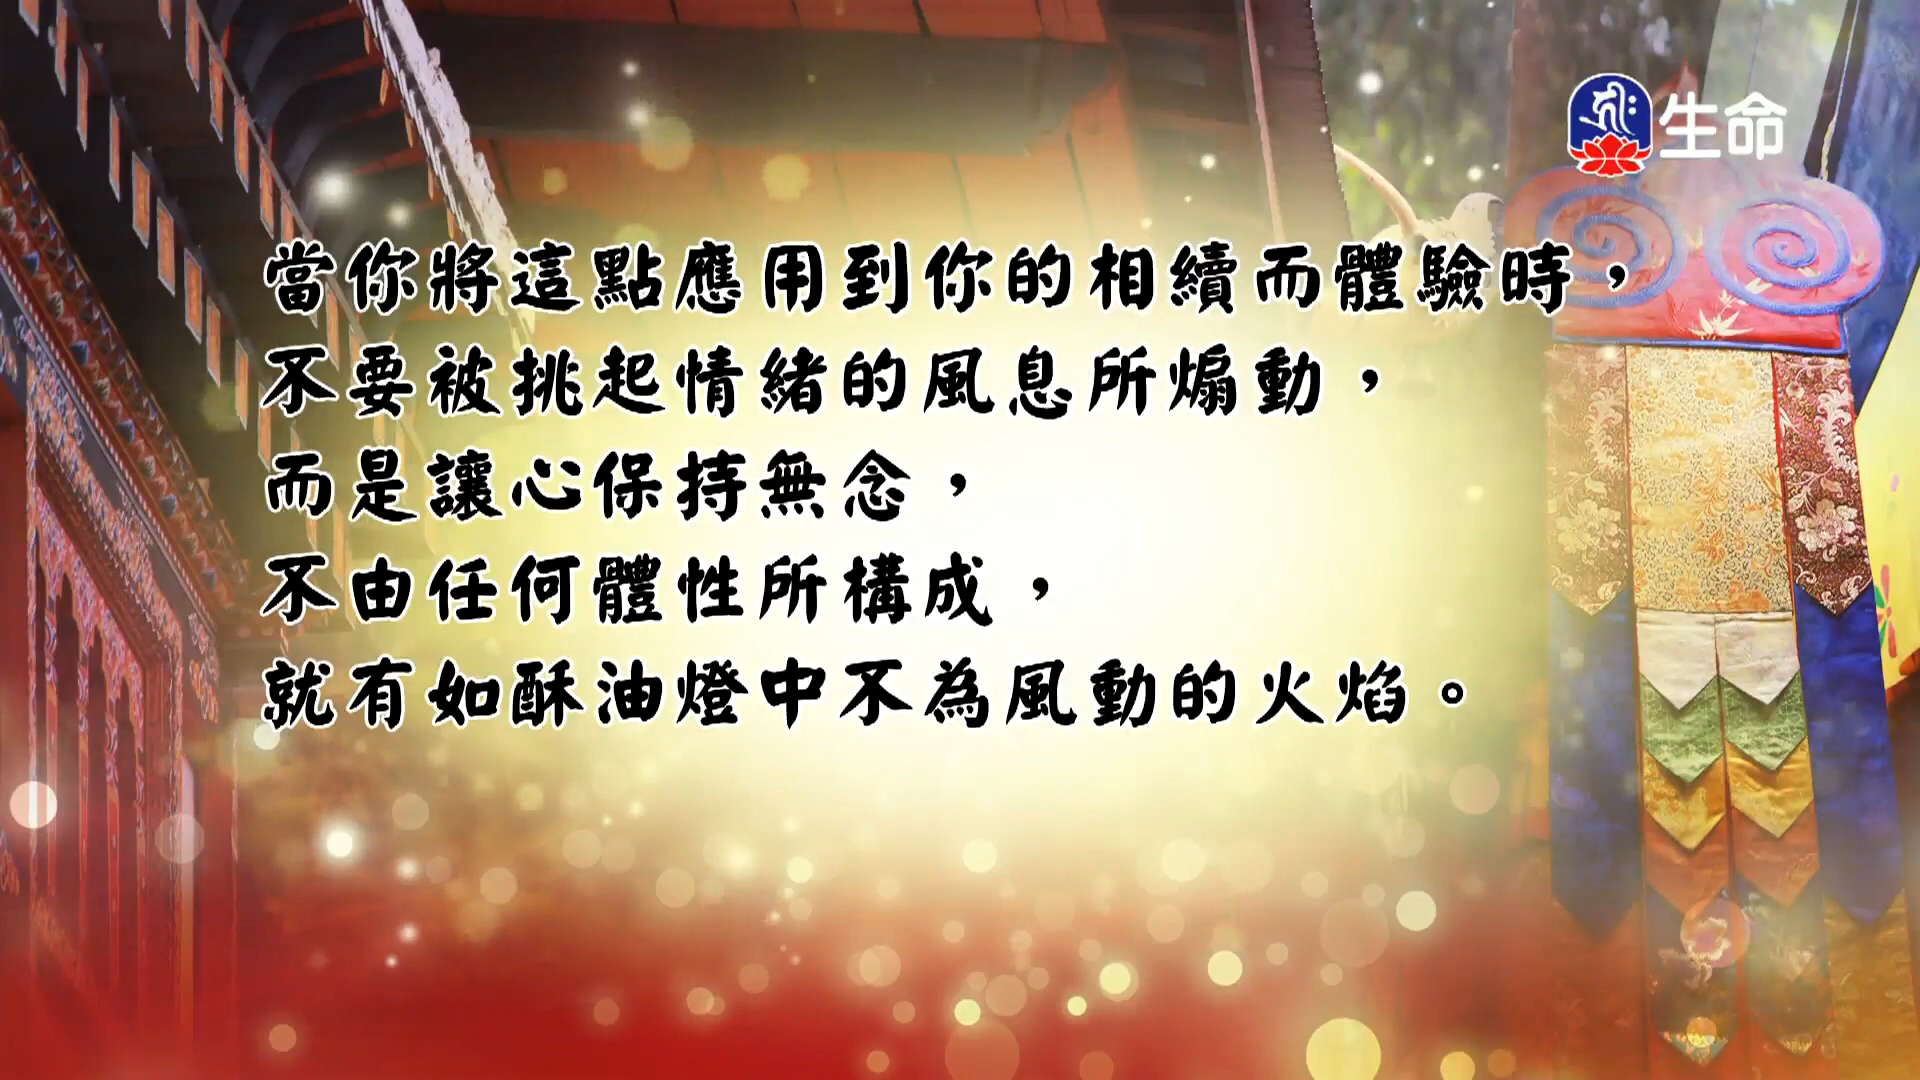 生命
當你將這點應用到你的相續而體驗時，
不要被挑起情緒的風息所煽動，
而是讓心保持無念，
不由任何體性所構成，
就有如酥油燈中不為風動的火焰。